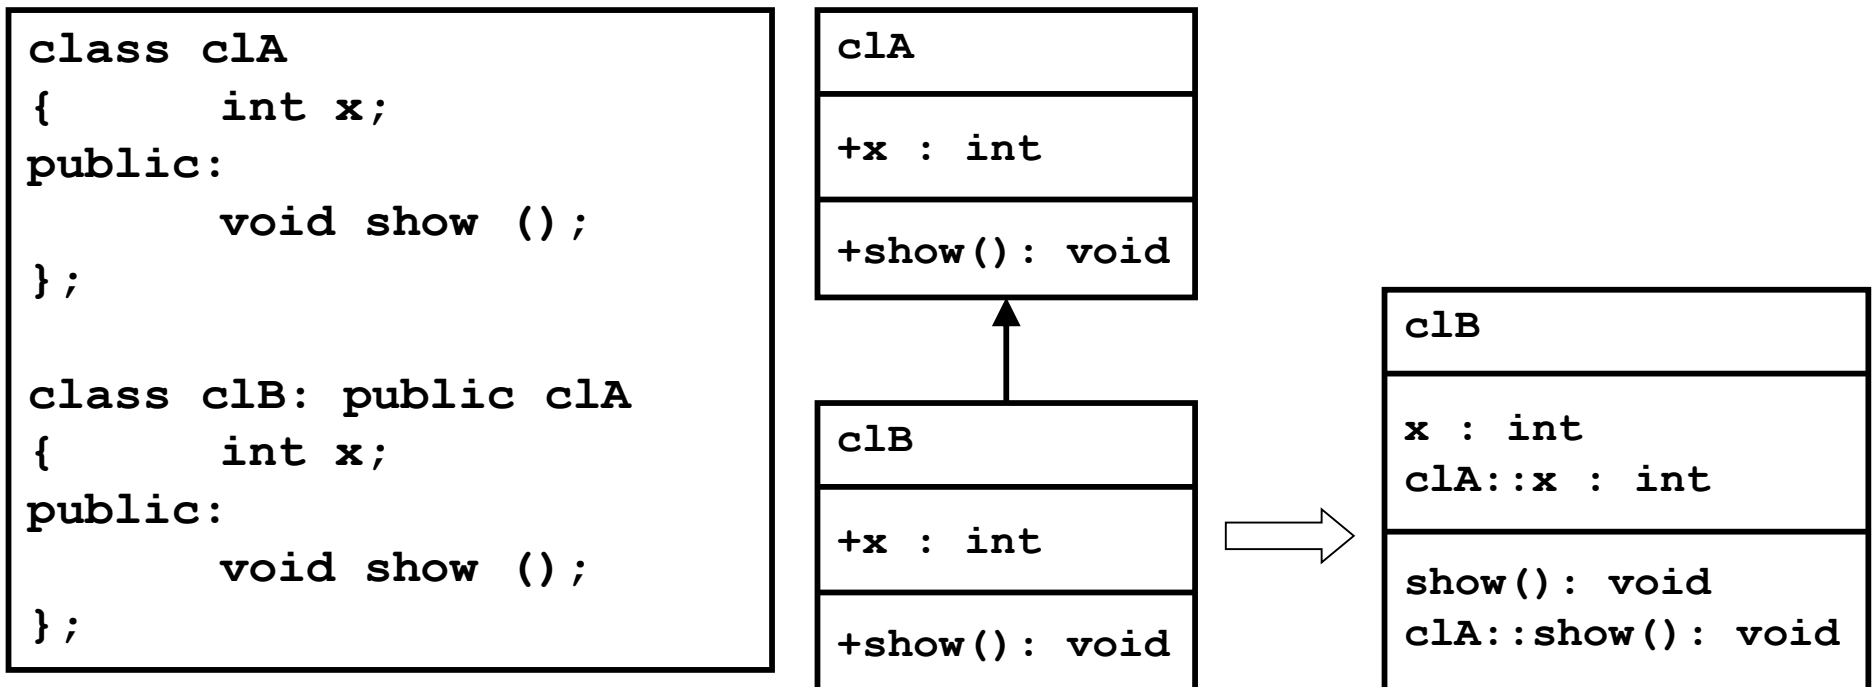 class clA
{ int x;
public:
void show ();
};
class clB: public clA
{ int x;
public:
void show ();
};
clA
+x : int
+show(): void
clB
+x : int
+show(): void
clB
x : int
clA::x : int
show(): void
clA::show(): void